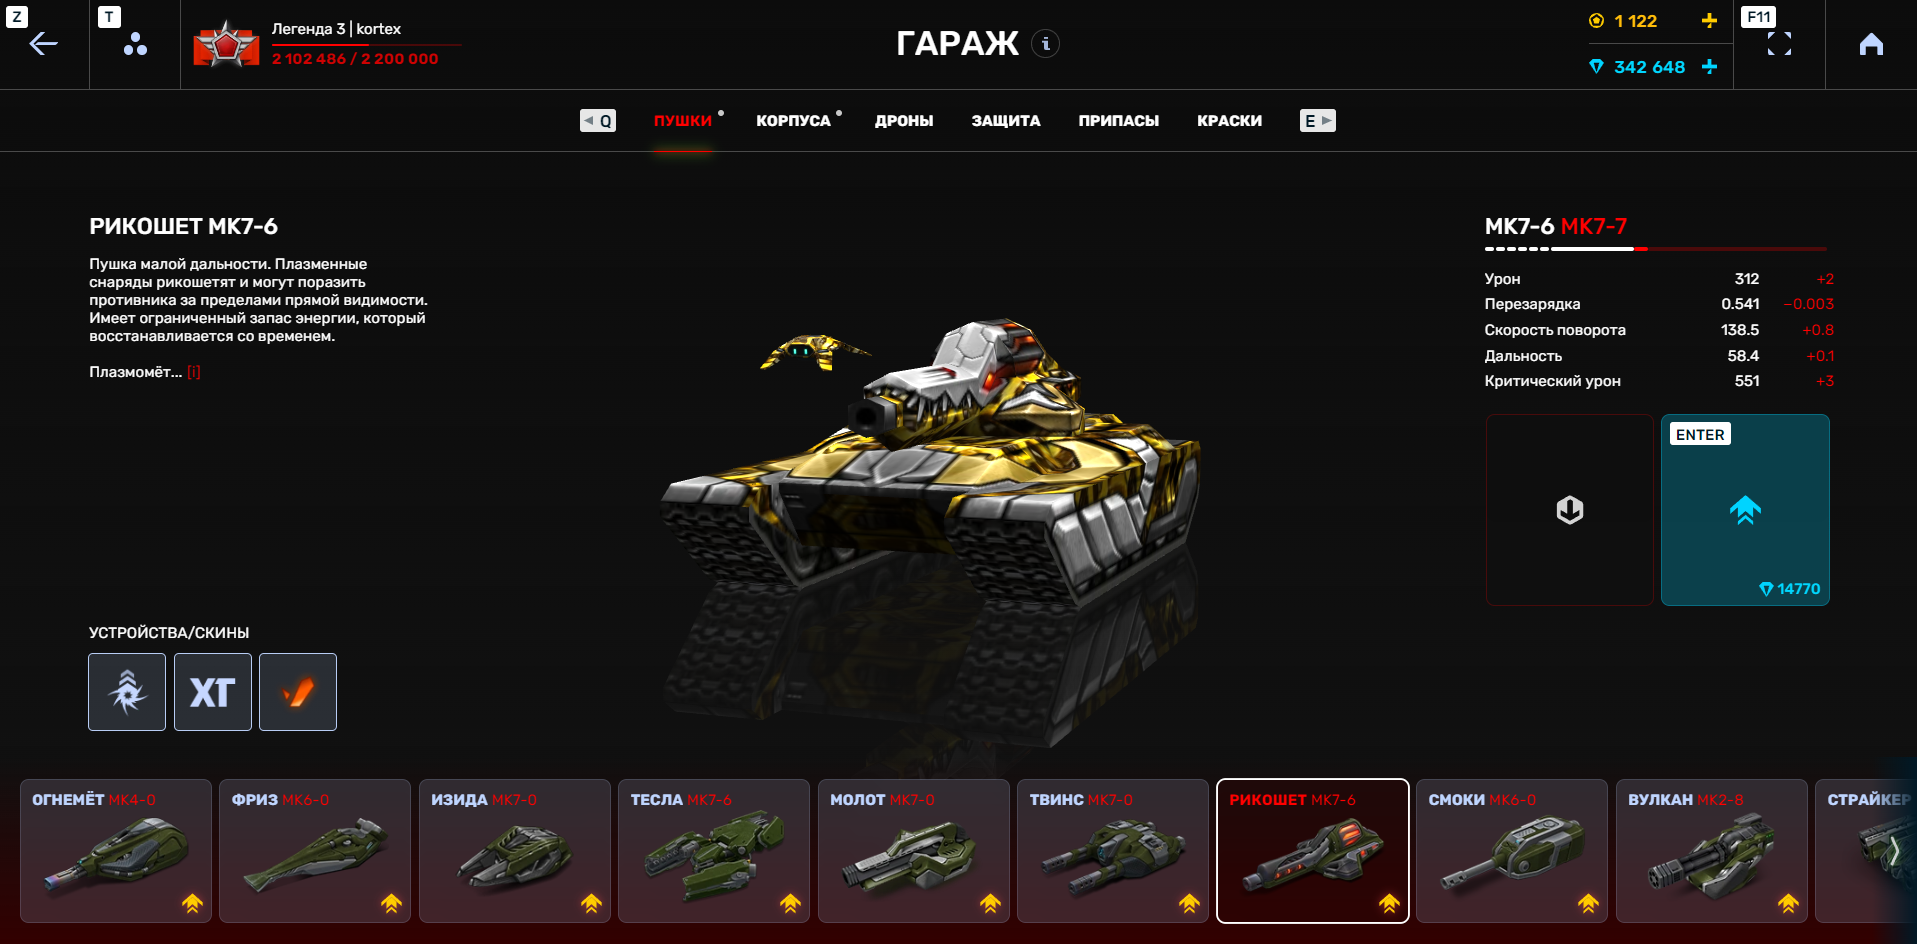 Z
T
Легенда 3 | kortex
2 102 486 / 2 200 000
ГАРАЖ
i
1 122
342 648
F11
Q
ПУШКИ
КОРПУСА
ДРОНЫ
ЗАЩИТА
ПРИПАСЫ
КРАСКИ
E
РИКОШЕТ МК7-6
Пушка малой дальности. Плазменные
снаряды рикошетят и могут поразить
противника за пределами прямой видимости.
Имеет ограниченный запас энергии, который
восстанавливается со временем.
Плазмомёт... [i]
МК7-6 МК7-7
Урон 312 +2
Перезарядка 0.541 −0.003
Скорость поворота 138.5 +0.8
Дальность 58.4 +0.1
Критический урон 551 +3
ENTER
14770
УСТРОЙСТВА/СКИНЫ
XT
ОГНЕМЁТ МК4-0
ФРИЗ МК6-0
ИЗИДА МК7-0
ТЕСЛА МК7-6
МОЛОТ МК7-0
ТВИНС МК7-0
РИКОШЕТ МК7-6
СМОКИ МК6-0
ВУЛКАН МК2-8
СТРАЙКЕР